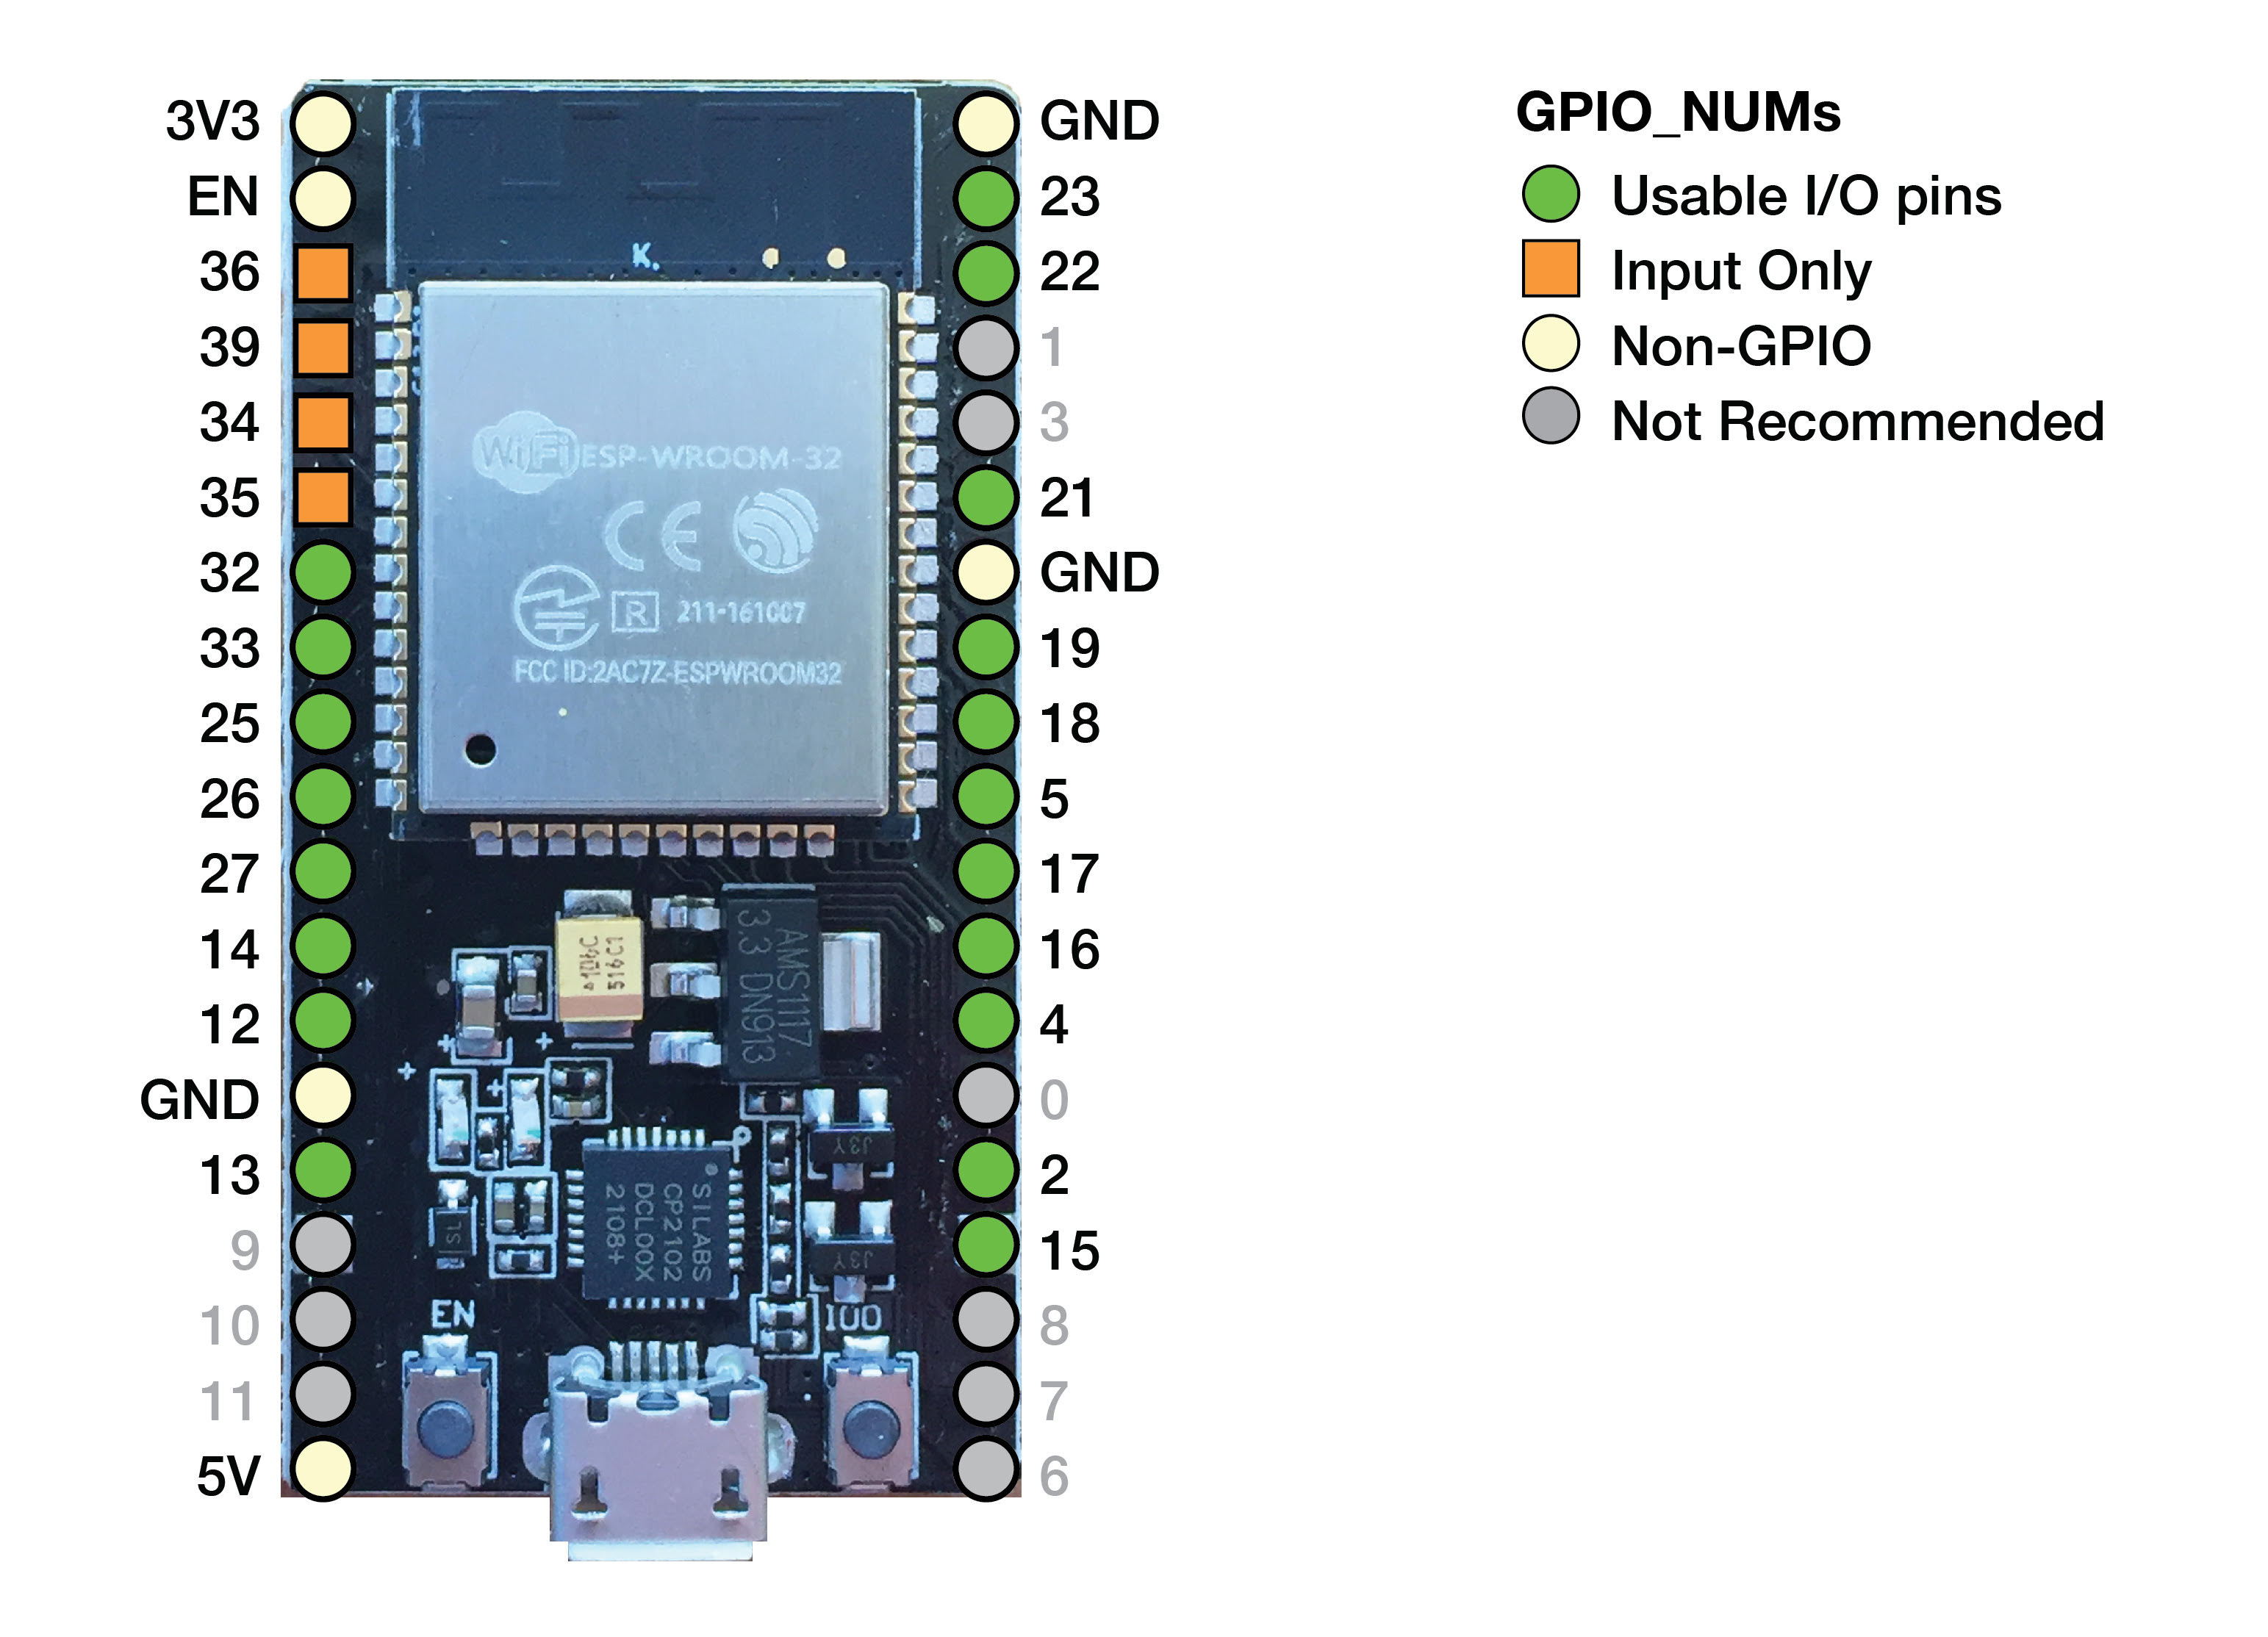 3V3
EN
36
39
34
35
32
33
25
26
27
14
12
GND
13
9
10
11
5V
K.
WiFi ESP-WROOM-32
CE
R 211-161007
FCC ID:2AC7Z-ESPWROOM32
516C1
AMS1117
3.3 DN913
J3Y
J3Y
SILABS
CP2102
DCL00X
2108+
EN
GND
23
22
1
3
21
GND
19
18
5
17
16
4
0
2
15
8
7
6
GPIO_NUMs
Usable I/O pins
Input Only
Non-GPIO
Not Recommended